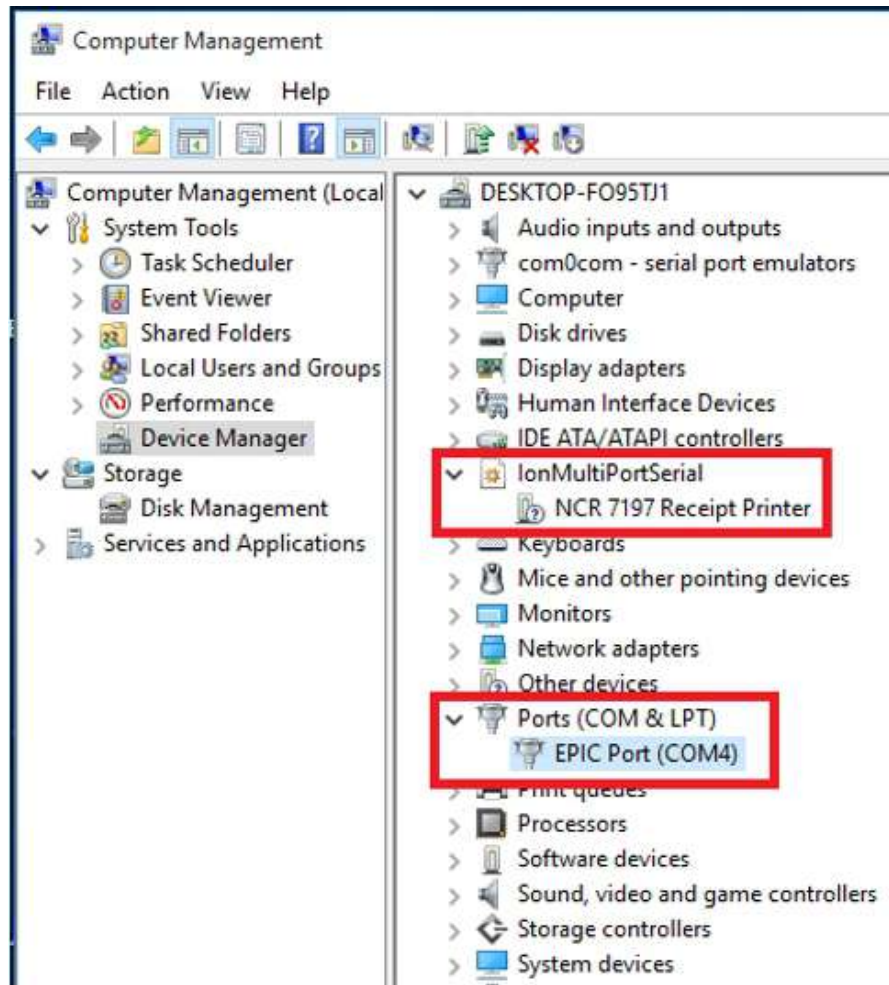 Computer Management
File Action View Help
Computer Management (Local
System Tools
Task Scheduler
Event Viewer
Shared Folders
Local Users and Groups
Performance
Device Manager
Storage
Disk Management
Services and Applications
DESKTOP-FO95TJ1
Audio inputs and outputs
com0com - serial port emulators
Computer
Disk drives
Display adapters
Human Interface Devices
IDE ATA/ATAPI controllers
IonMultiPortSerial
NCR 7197 Receipt Printer
Keyboards
Mice and other pointing devices
Monitors
Network adapters
Other devices
Ports (COM & LPT)
EPIC Port (COM4)
Print queues
Processors
Software devices
Sound, video and game controllers
Storage controllers
System devices